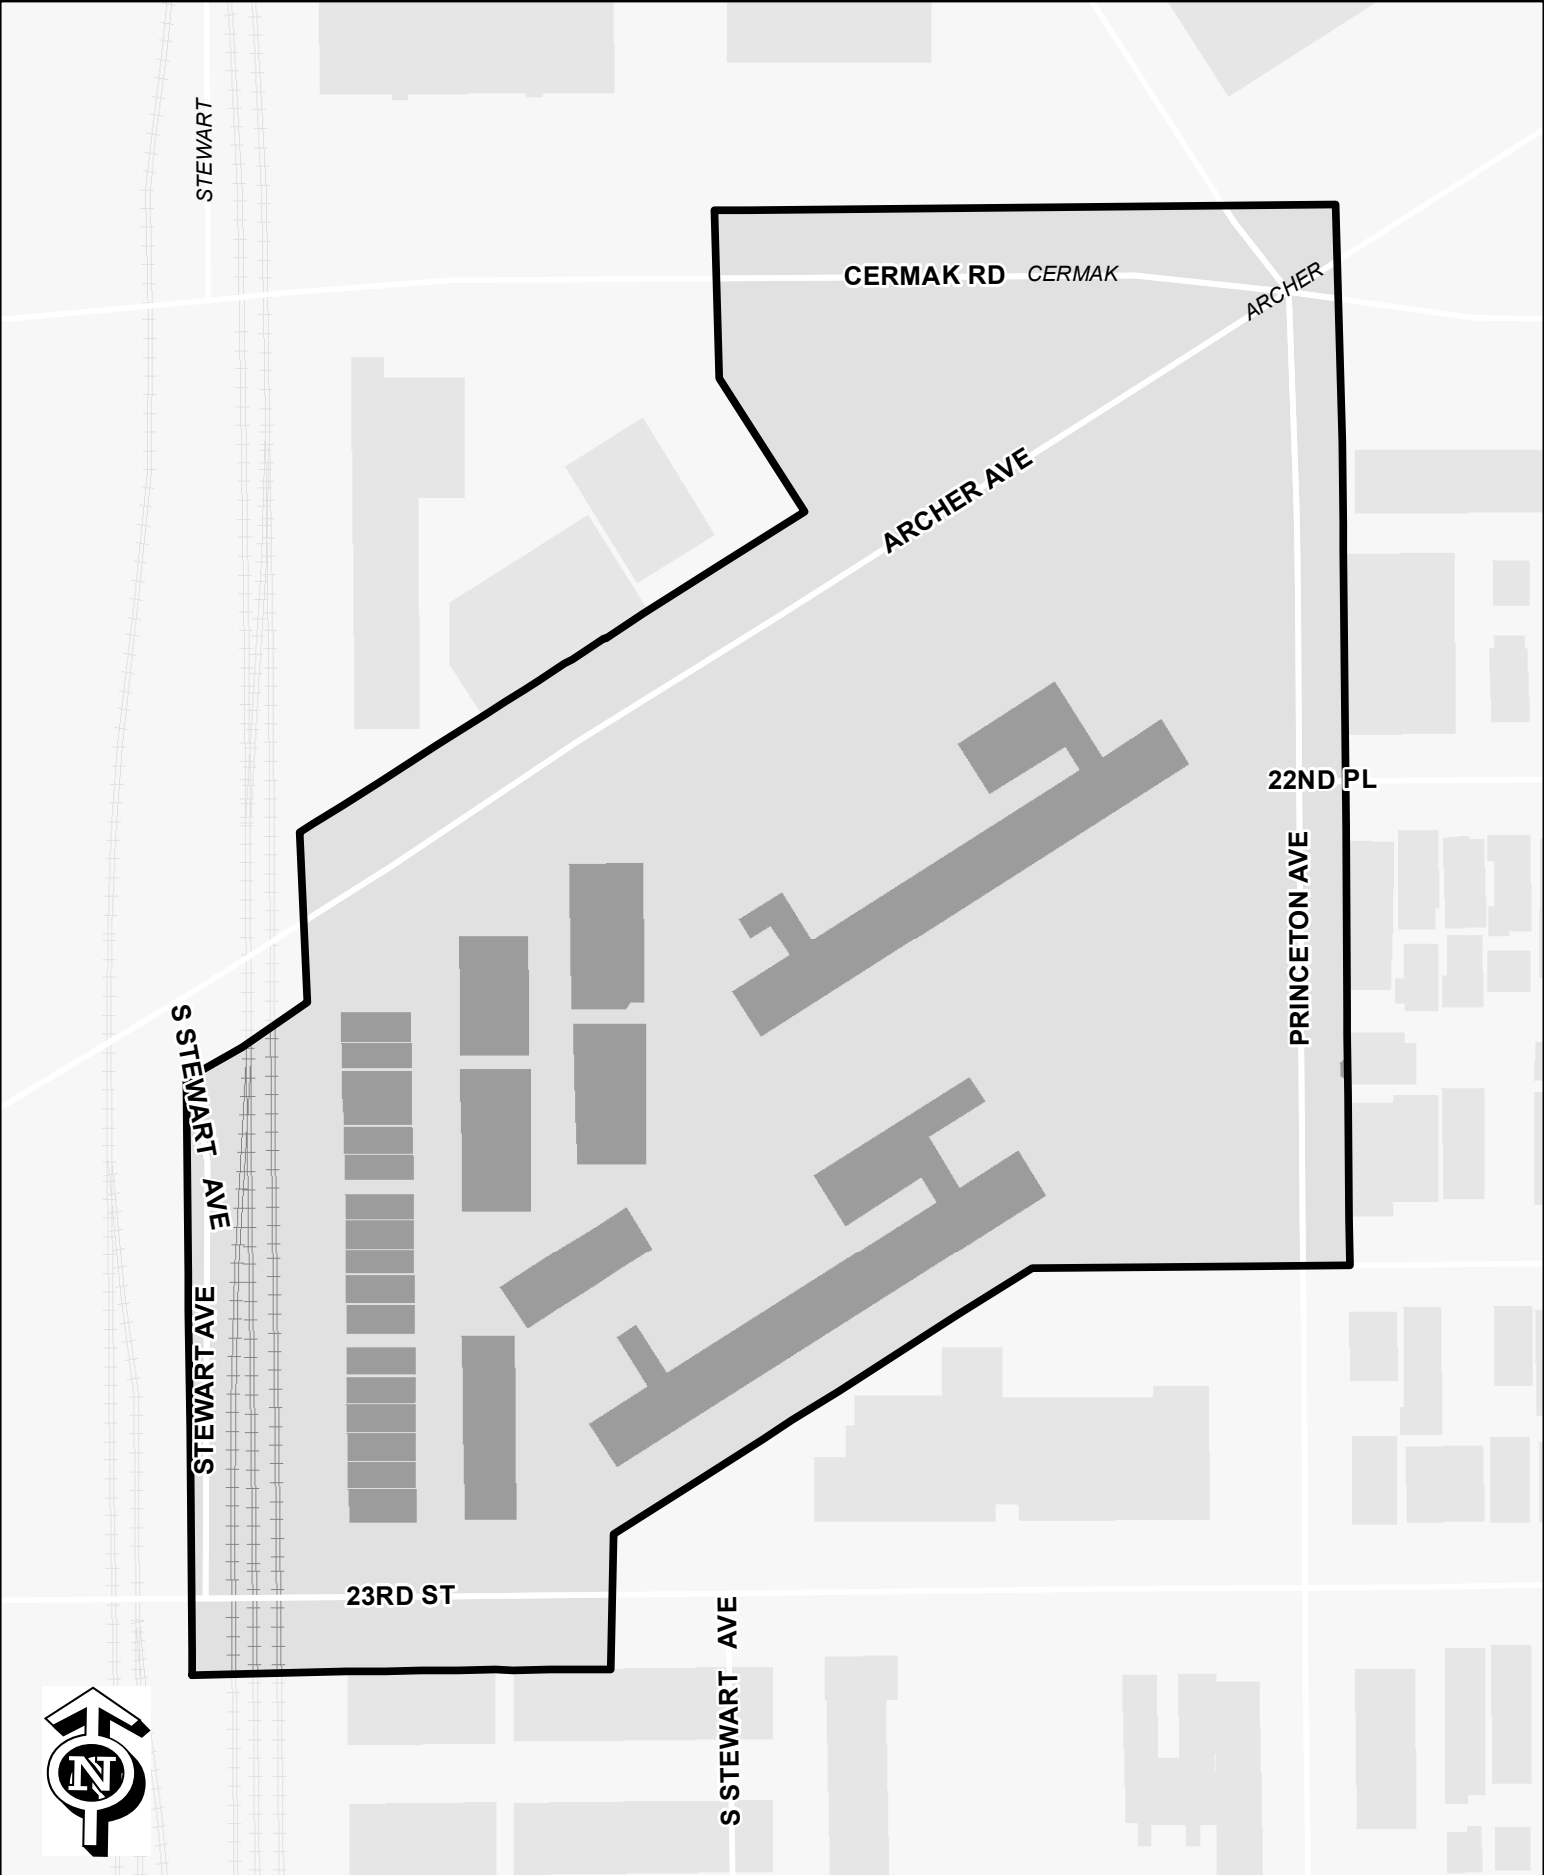 STEWART
CERMAK RD
CERMAK
ARCHER
ARCHER AVE
22ND PL
PRINCETON AVE
S STEWART AVE
STEWART AVE
23RD ST
S STEWART AVE
N